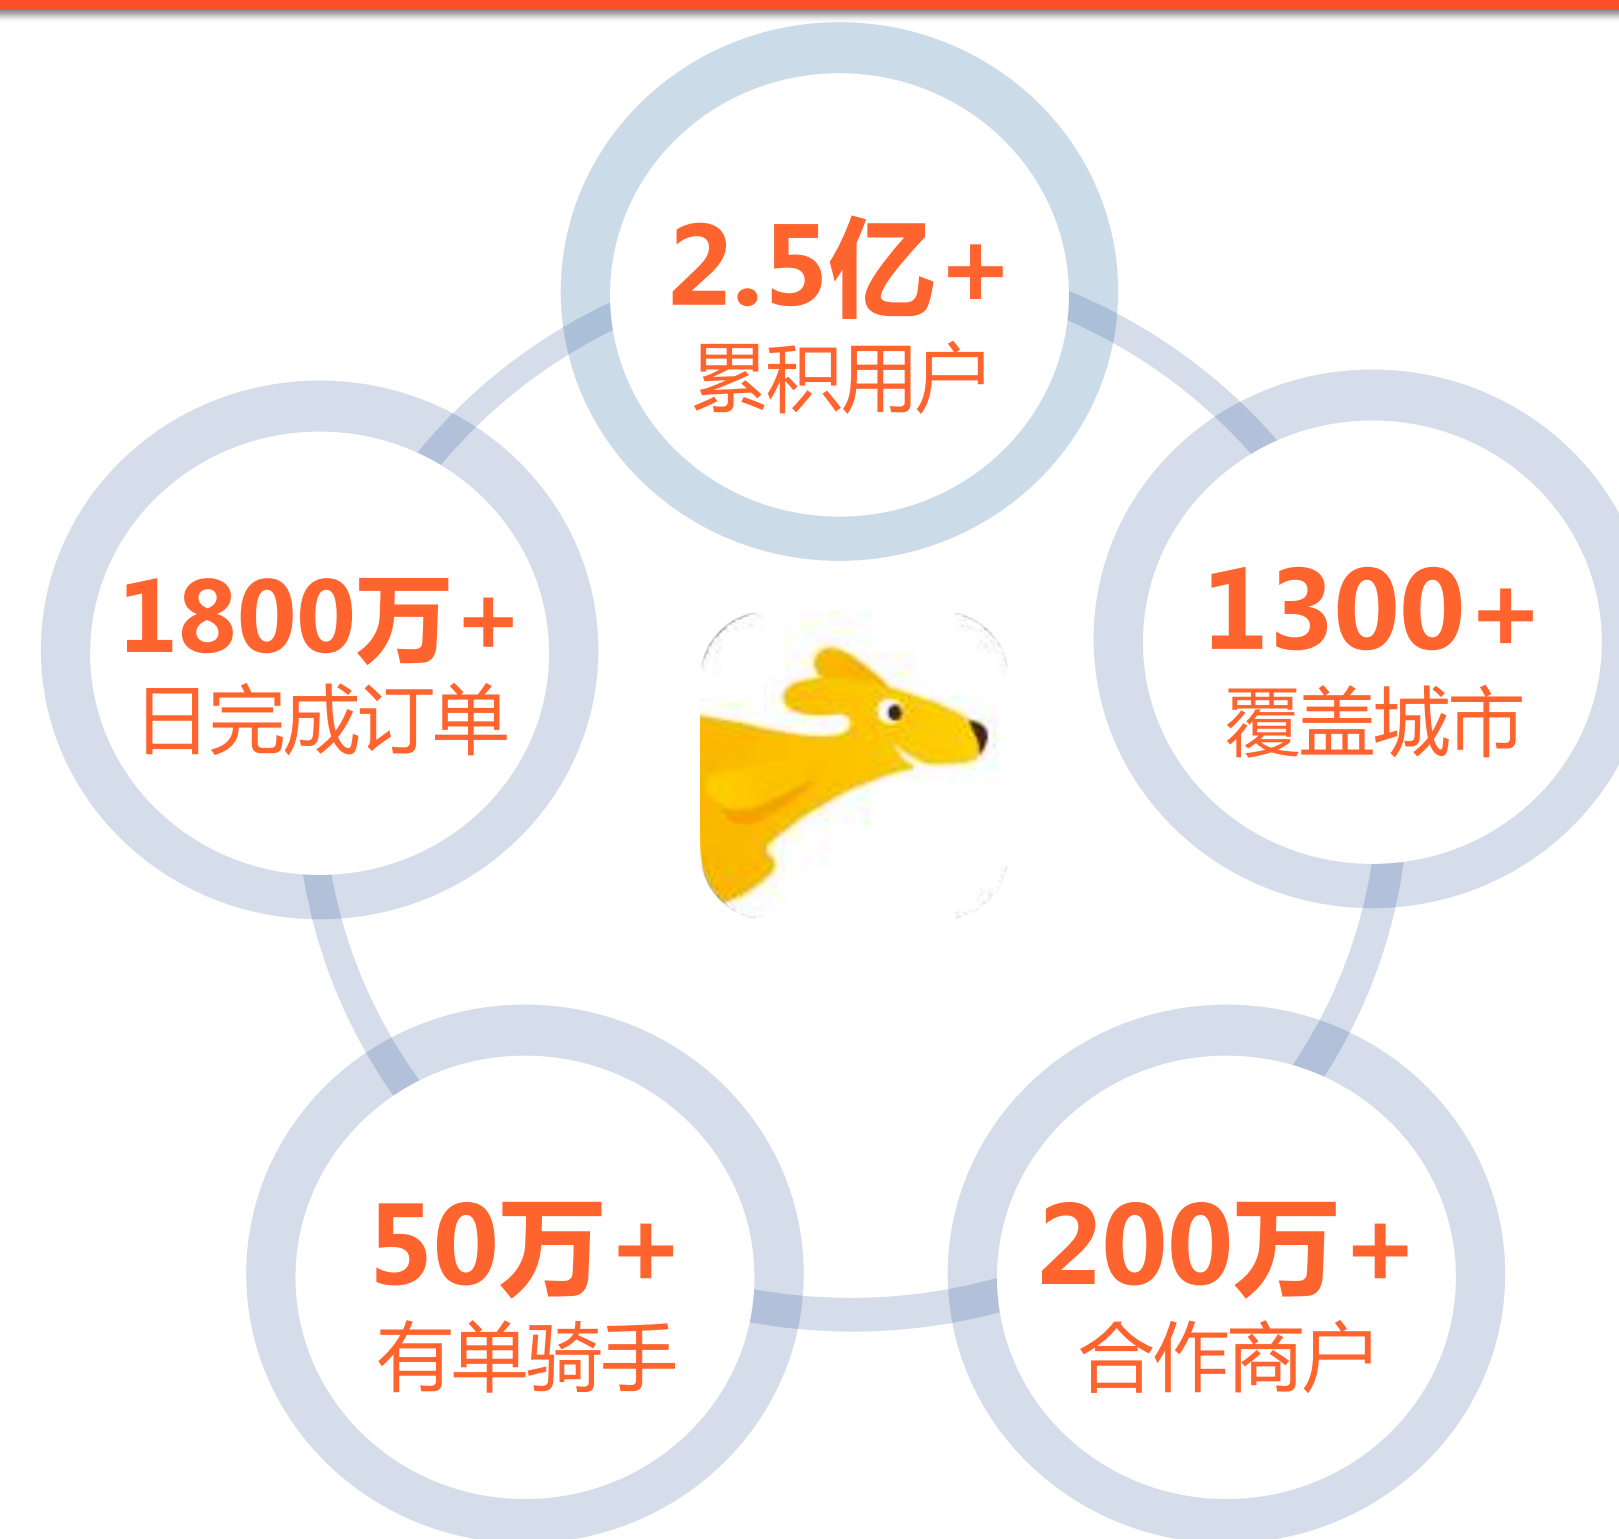 2.5亿+
累积用户
1800万+
日完成订单
1300+
覆盖城市
50万+
有单骑手
200万+
合作商户